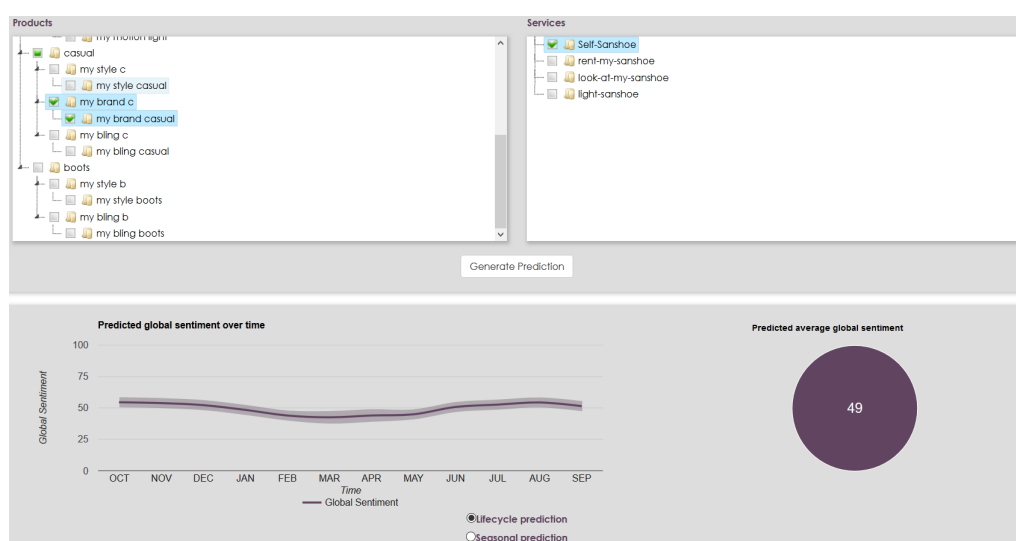 Products
Services
my motion light
casual
my style c
my style casual
my brand c
my brand casual
my bling c
my bling casual
boots
my style b
my style boots
my bling b
my bling boots
Self-Sanshoe
rent-my-sanshoe
look-at-my-sanshoe
light-sanshoe
Generate Prediction
Predicted global sentiment over time
100
75
50
25
0
Global Sentiment
OCT NOV DEC JAN FEB MAR APR MAY JUN JUL AUG SEP
Time
Global Sentiment
Predicted average global sentiment
49
Lifecycle prediction
Seasonal prediction